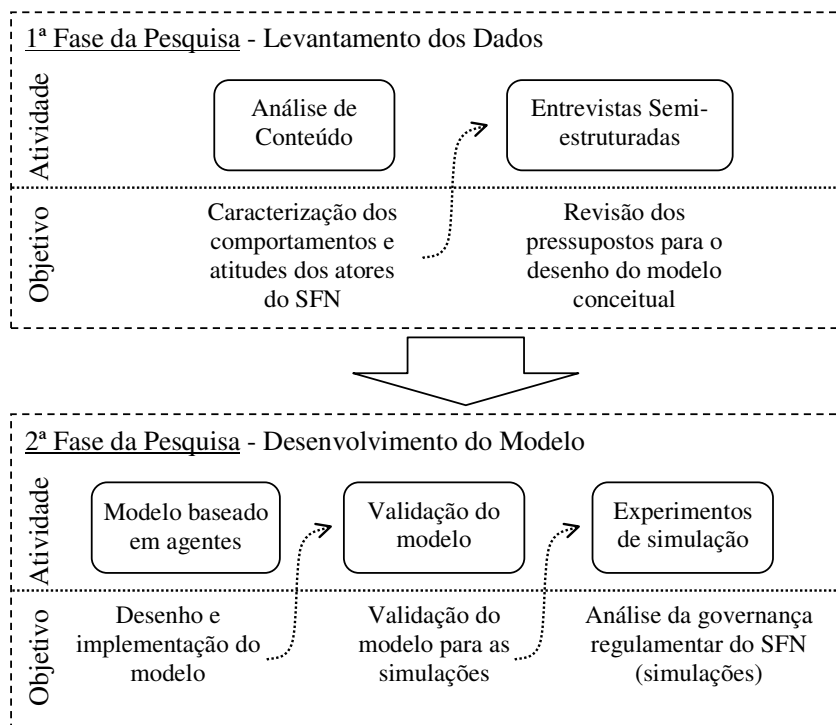 1ª Fase da Pesquisa - Levantamento dos Dados
Atividade
Análise de
Conteúdo
Entrevistas Semi-
estruturadas
Objetivo
Caracterização dos
comportamentos e
atitudes dos atores
do SFN
Revisão dos
pressupostos para o
desenho do modelo
conceitual
2ª Fase da Pesquisa - Desenvolvimento do Modelo
Atividade
Modelo baseado
em agentes
Validação do
modelo
Experimentos
de simulação
Objetivo
Desenho e
implementação do
modelo
Validação do
modelo para as
simulações
Análise da governança
regulamentar do SFN
(simulações)